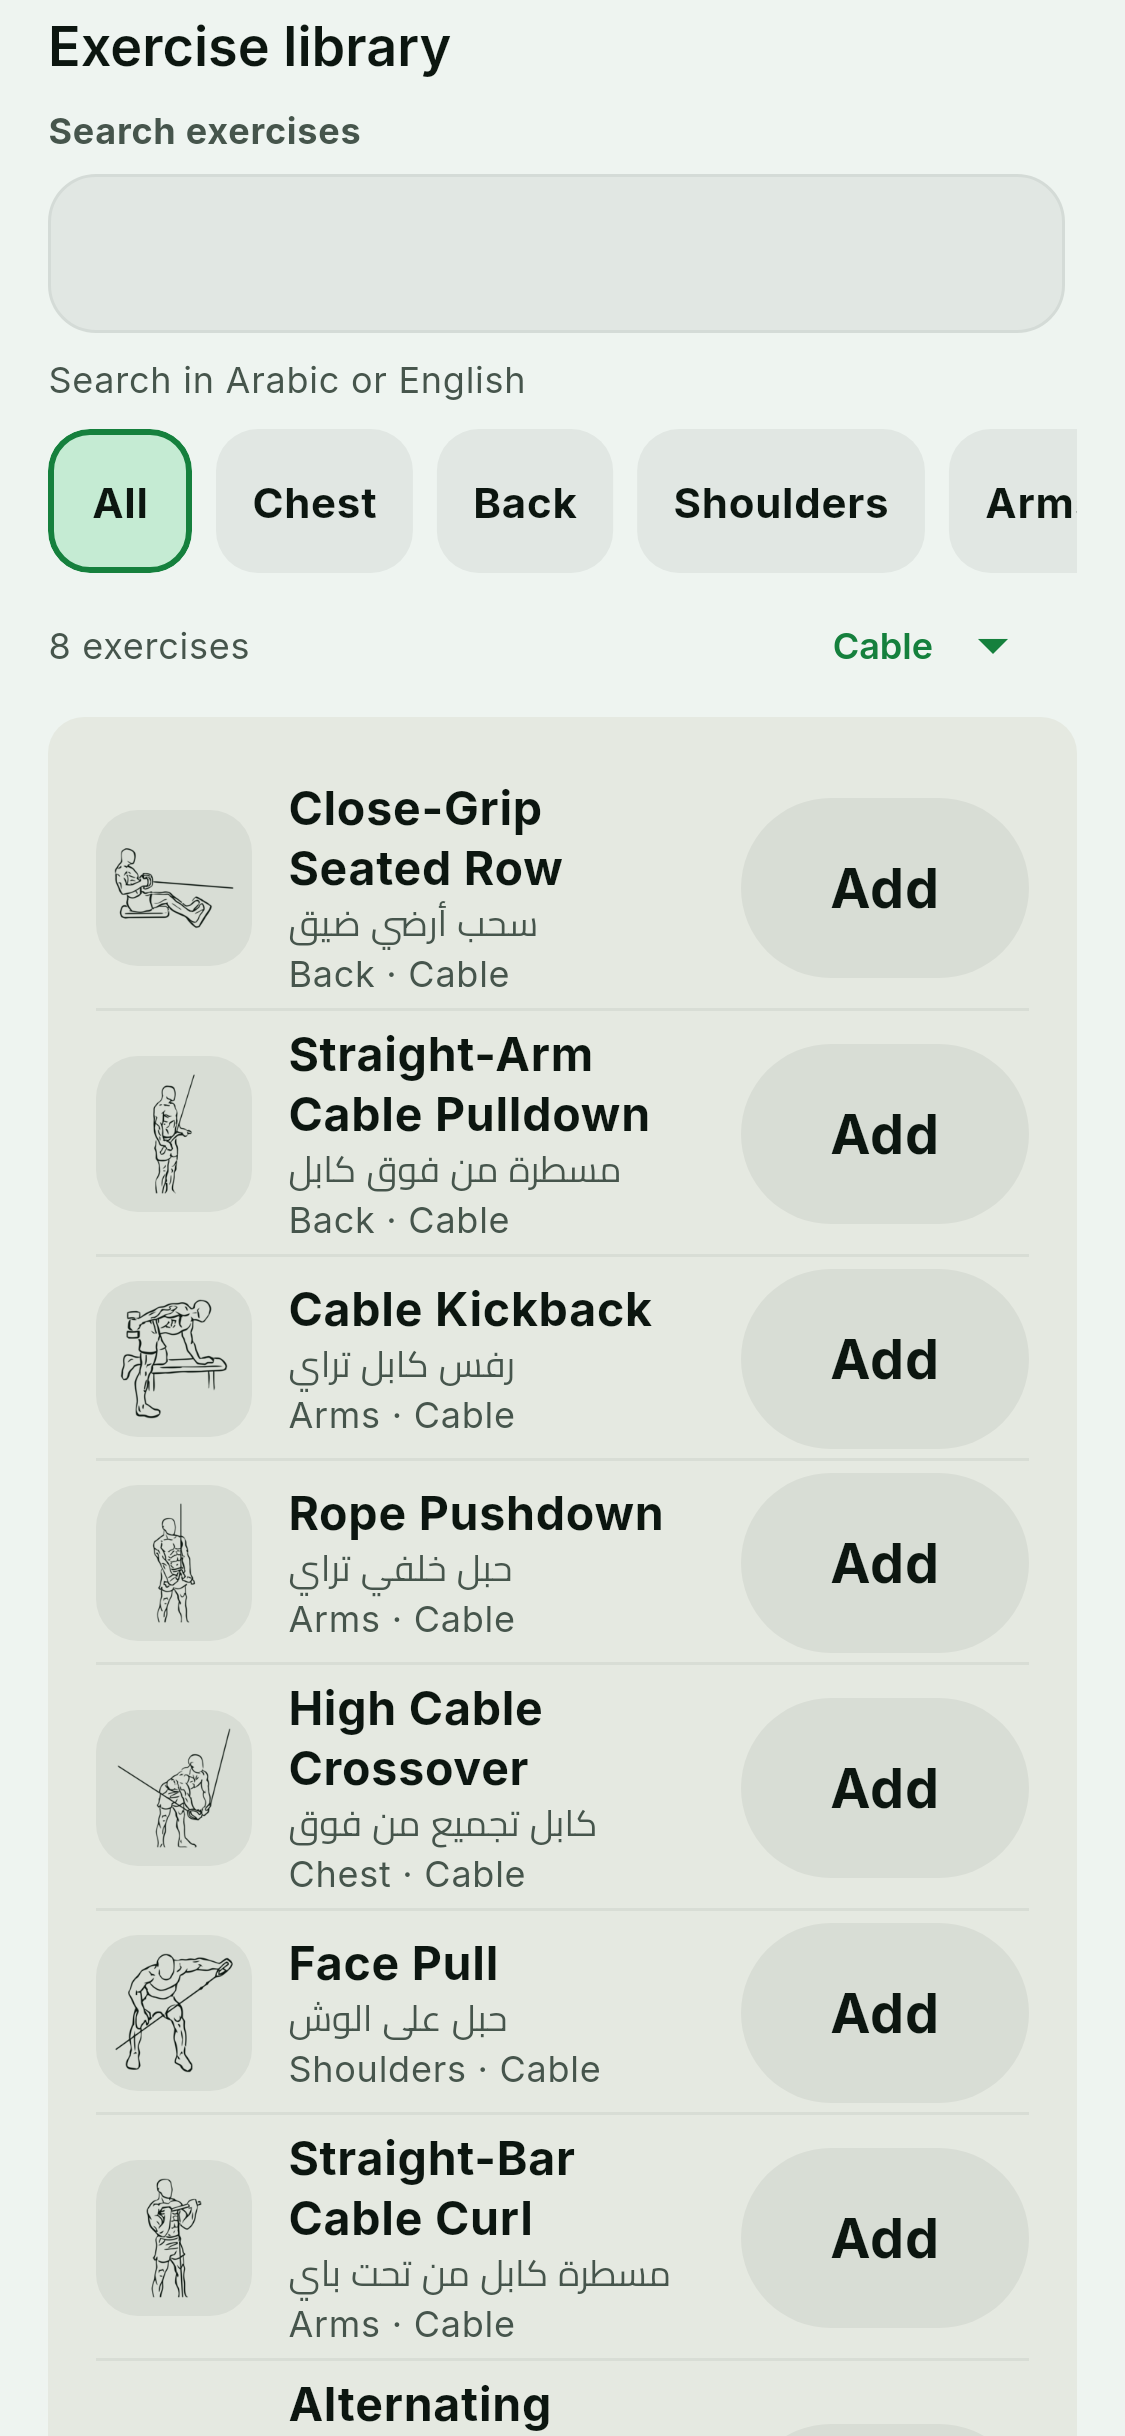 Exercise library
Search exercises
Search in Arabic or English
All
Chest
Back
Shoulders
Arm
8 exercises
Cable
Close-Grip
Seated Row
سحب أرضي ضيق
Back · Cable
Add
Straight-Arm
Cable Pulldown
مسطرة من فوق كابل
Back · Cable
Add
Cable Kickback
رفس كابل تراي
Arms · Cable
Add
Rope Pushdown
حبل خلفي تراي
Arms · Cable
Add
High Cable
Crossover
كابل تجميع من فوق
Chest · Cable
Add
Face Pull
حبل على الوش
Shoulders · Cable
Add
Straight-Bar
Cable Curl
مسطرة كابل من تحت باي
Arms · Cable
Add
Alternating